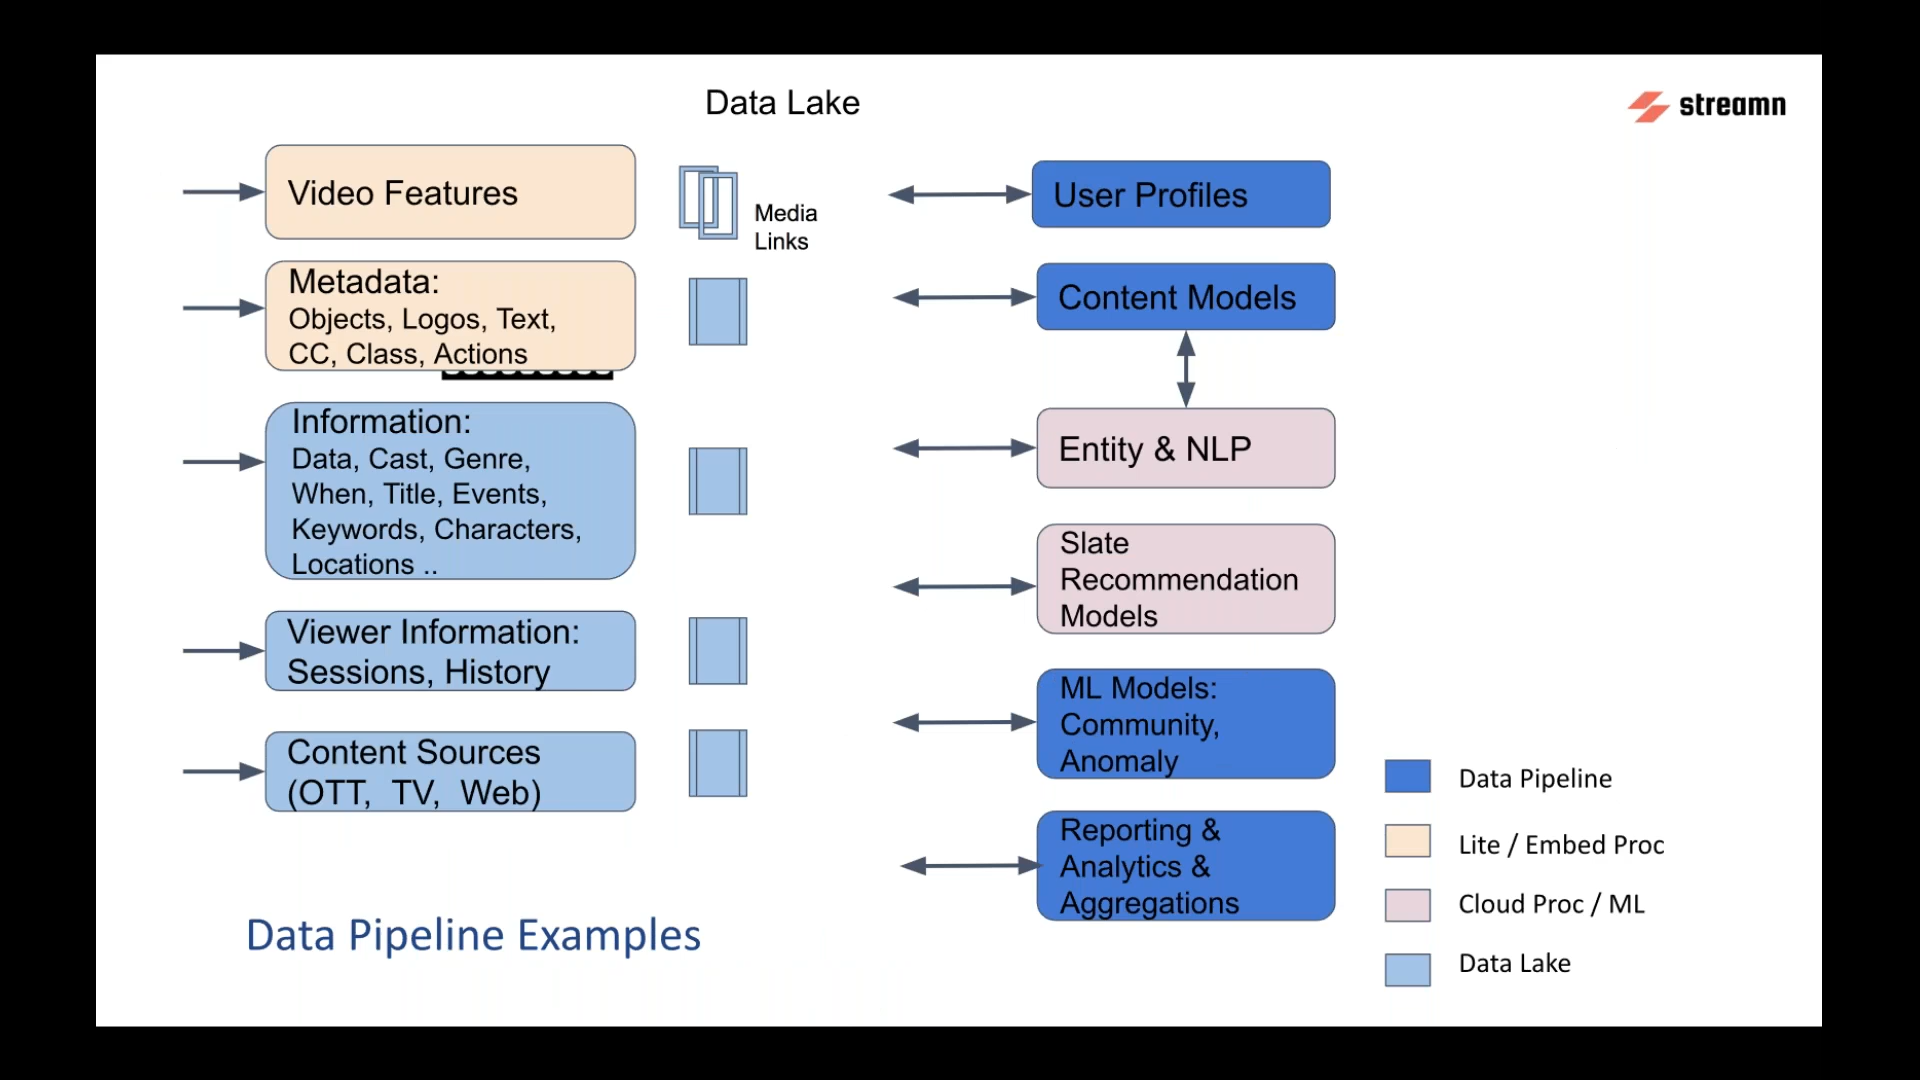 Data Lake
streamn
Video Features
Media
Links
User Profiles
Metadata:
Objects, Logos, Text,
CC, Class, Actions
Content Models
Information:
Data, Cast, Genre,
When, Title, Events,
Keywords, Characters,
Locations ..
Entity & NLP
Slate
Recommendation
Models
Viewer Information:
Sessions, History
ML Models:
Community,
Anomaly
Content Sources
(OTT, TV, Web)
Reporting &
Analytics &
Aggregations
Data Pipeline
Lite / Embed Proc
Cloud Proc / ML
Data Lake
Data Pipeline Examples